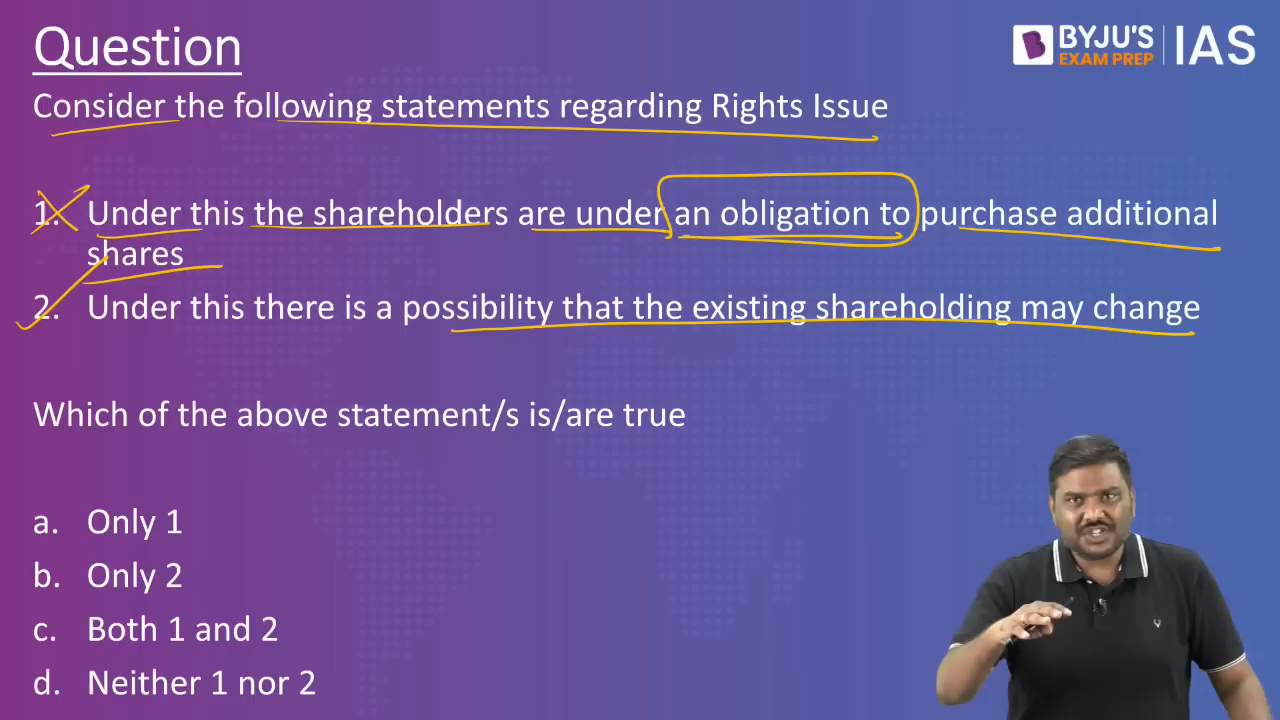 Question
BYJU'S
EXAM PREP
IAS
Consider the following statements regarding Rights Issue
1. Under this the shareholders are under an obligation to purchase additional
shares
2. Under this there is a possibility that the existing shareholding may change
Which of the above statement/s is/are true
a. Only 1
b. Only 2
c. Both 1 and 2
d. Neither 1 nor 2